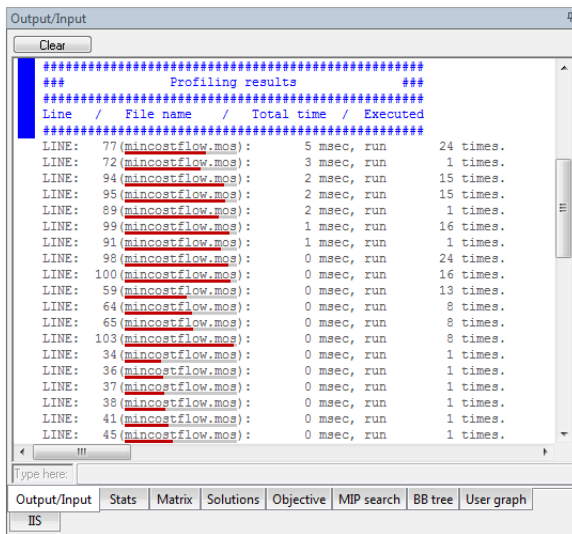 Output/Input
Clear
######################################################
### Profiling results ###
######################################################
Line / File name / Total time / Executed
######################################################
LINE: 77(mincostflow.mos): 5 msec, run 24 times.
LINE: 72(mincostflow.mos): 3 msec, run 1 times.
LINE: 94(mincostflow.mos): 2 msec, run 15 times.
LINE: 95(mincostflow.mos): 2 msec, run 15 times.
LINE: 89(mincostflow.mos): 2 msec, run 1 times.
LINE: 99(mincostflow.mos): 1 msec, run 16 times.
LINE: 91(mincostflow.mos): 1 msec, run 1 times.
LINE: 98(mincostflow.mos): 0 msec, run 24 times.
LINE: 100(mincostflow.mos): 0 msec, run 16 times.
LINE: 59(mincostflow.mos): 0 msec, run 13 times.
LINE: 64(mincostflow.mos): 0 msec, run 8 times.
LINE: 65(mincostflow.mos): 0 msec, run 8 times.
LINE: 103(mincostflow.mos): 0 msec, run 8 times.
LINE: 34(mincostflow.mos): 0 msec, run 1 times.
LINE: 36(mincostflow.mos): 0 msec, run 1 times.
LINE: 37(mincostflow.mos): 0 msec, run 1 times.
LINE: 38(mincostflow.mos): 0 msec, run 1 times.
LINE: 41(mincostflow.mos): 0 msec, run 1 times.
LINE: 45(mincostflow.mos): 0 msec, run 1 times.
Type here:
Output/Input Stats Matrix Solutions Objective MIP search BB tree User graph
IIS